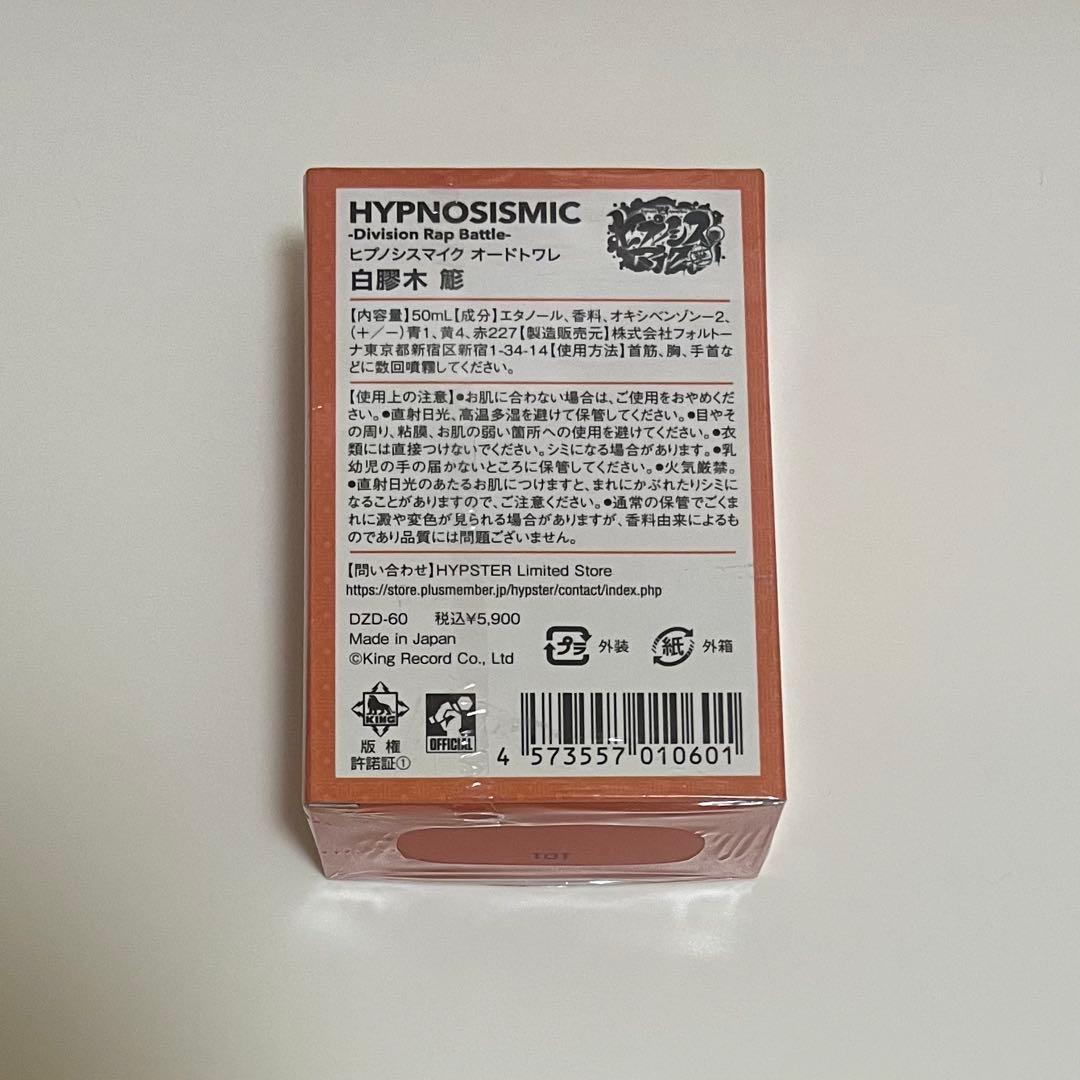 HYPNOSISMIC
-Division Rap Battle-
ヒプノシスマイク オードトワレ
白膠木 簓
ヒプノシス
マイク
【内容量】50mL【成分】エタノール、香料、オキシベンゾンー2、
(+/−)青1、黄4、赤227【製造販売元】株式会社フォルトー
ナ東京都新宿区新宿1-34-14【使用方法】首筋、胸、手首な
どに数回噴霧してください。
【使用上の注意】●お肌に合わない場合は、ご使用をおやめくだ
さい。●直射日光、高温多湿を避けて保管してください。●目やそ
の周り、粘膜、お肌の弱い箇所への使用を避けてください。●衣
類には直接つけないでください。シミになる場合があります。●乳
幼児の手の届かないところに保管してください。●火気厳禁。
●直射日光のあたるお肌につけますと、まれにかぶれたりシミに
なることがありますので、ご注意ください。●通常の保管でごくま
れに澱や変色が見られる場合がありますが、香料由来によるも
のであり品質には問題ございません。
【問い合わせ】HYPSTER Limited Store
https://store.plusmember.jp/hypster/contact/index.php
DZD-60 税込¥5,900
Made in Japan
©King Record Co., Ltd
プラ 外装
紙 外箱
KING
版権
許諾証①
OFFICIAL
4 573557 010601
TDT